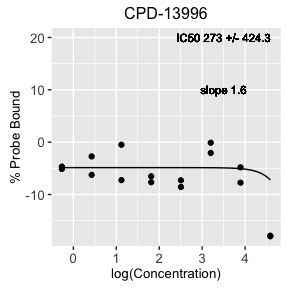 CPD-13996
IC50 273 +/- 424.3
slope 1.6
% Probe Bound
20
10
0
-10
0 1 2 3 4
log(Concentration)